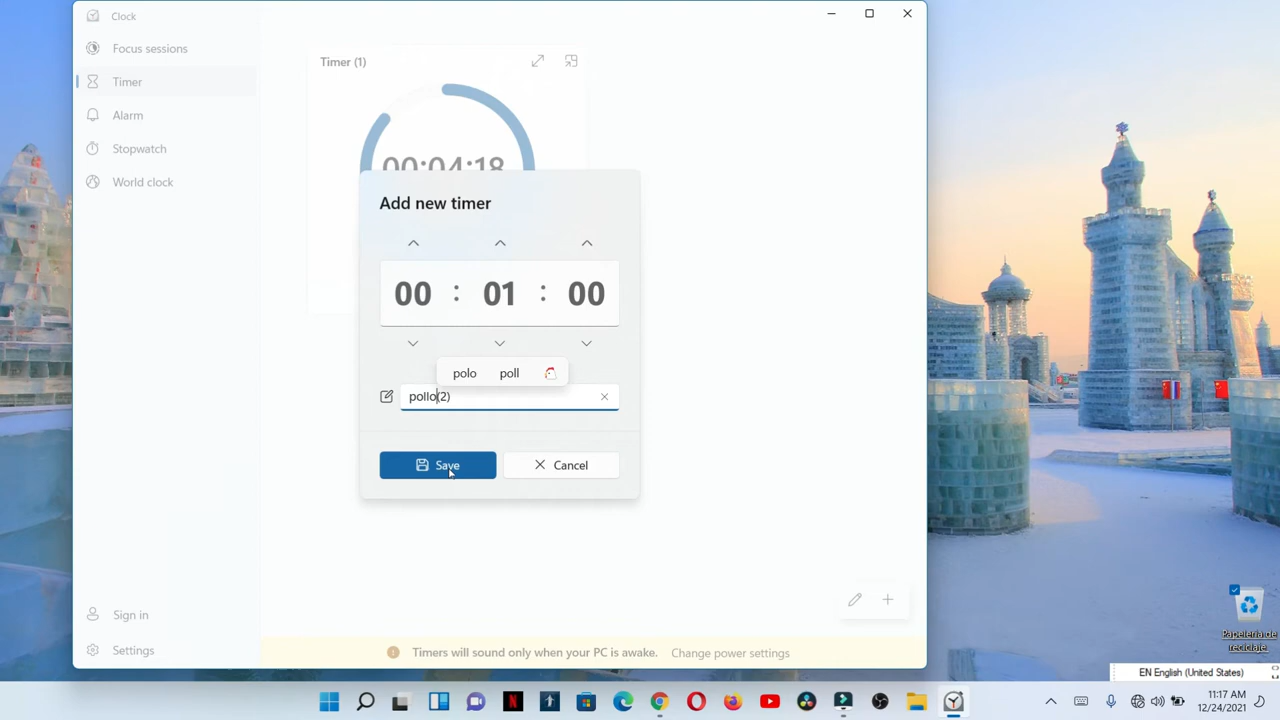 Clock
Focus sessions
Timer
Alarm
Stopwatch
World clock
Timer (1)
00:04:18
Add new timer
00 : 01 : 00
polo poll
pollo(2)
Save
Cancel
Sign in
Settings
Timers will sound only when your PC is awake. Change power settings
Papelería de
reciclaje
EN English (United States)
11:17 AM
12/24/2021